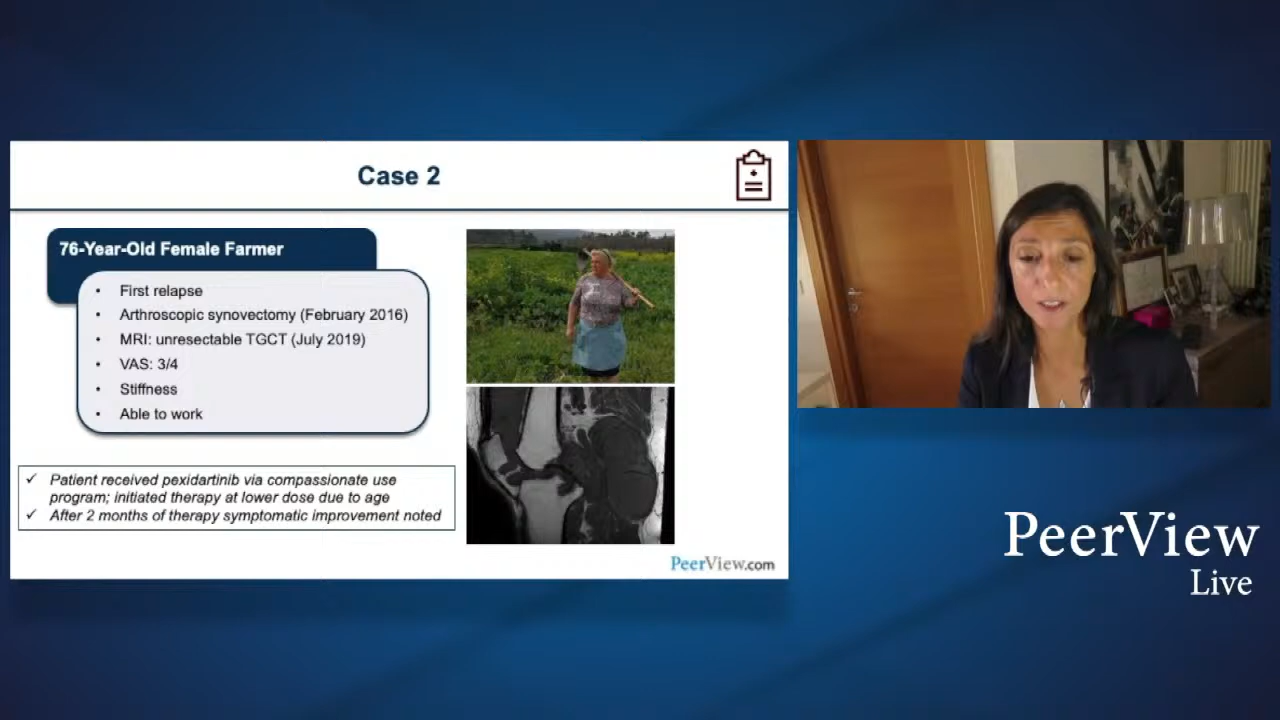 Case 2
76-Year-Old Female Farmer
• First relapse
• Arthroscopic synovectomy (February 2016)
• MRI: unresectable TGCT (July 2019)
• VAS: 3/4
• Stiffness
• Able to work
✓ Patient received pexidartinib via compassionate use
program; initiated therapy at lower dose due to age
✓ After 2 months of therapy symptomatic improvement noted
PeerView.com
PeerView
Live